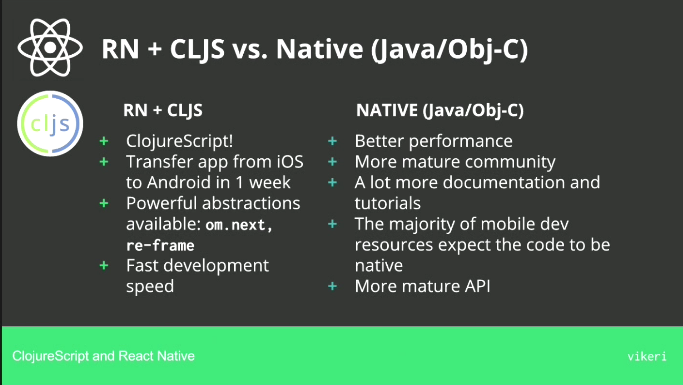 RN + CLJS vs. Native (Java/Obj-C)
cljs
RN + CLJS
+ ClojureScript!
+ Transfer app from iOS
to Android in 1 week
+ Powerful abstractions
available: om.next,
re-frame
+ Fast development
speed
NATIVE (Java/Obj-C)
+ Better performance
+ More mature community
+ A lot more documentation and
tutorials
+ The majority of mobile dev
resources expect the code to be
native
+ More mature API
ClojureScript and React Native
vikeri